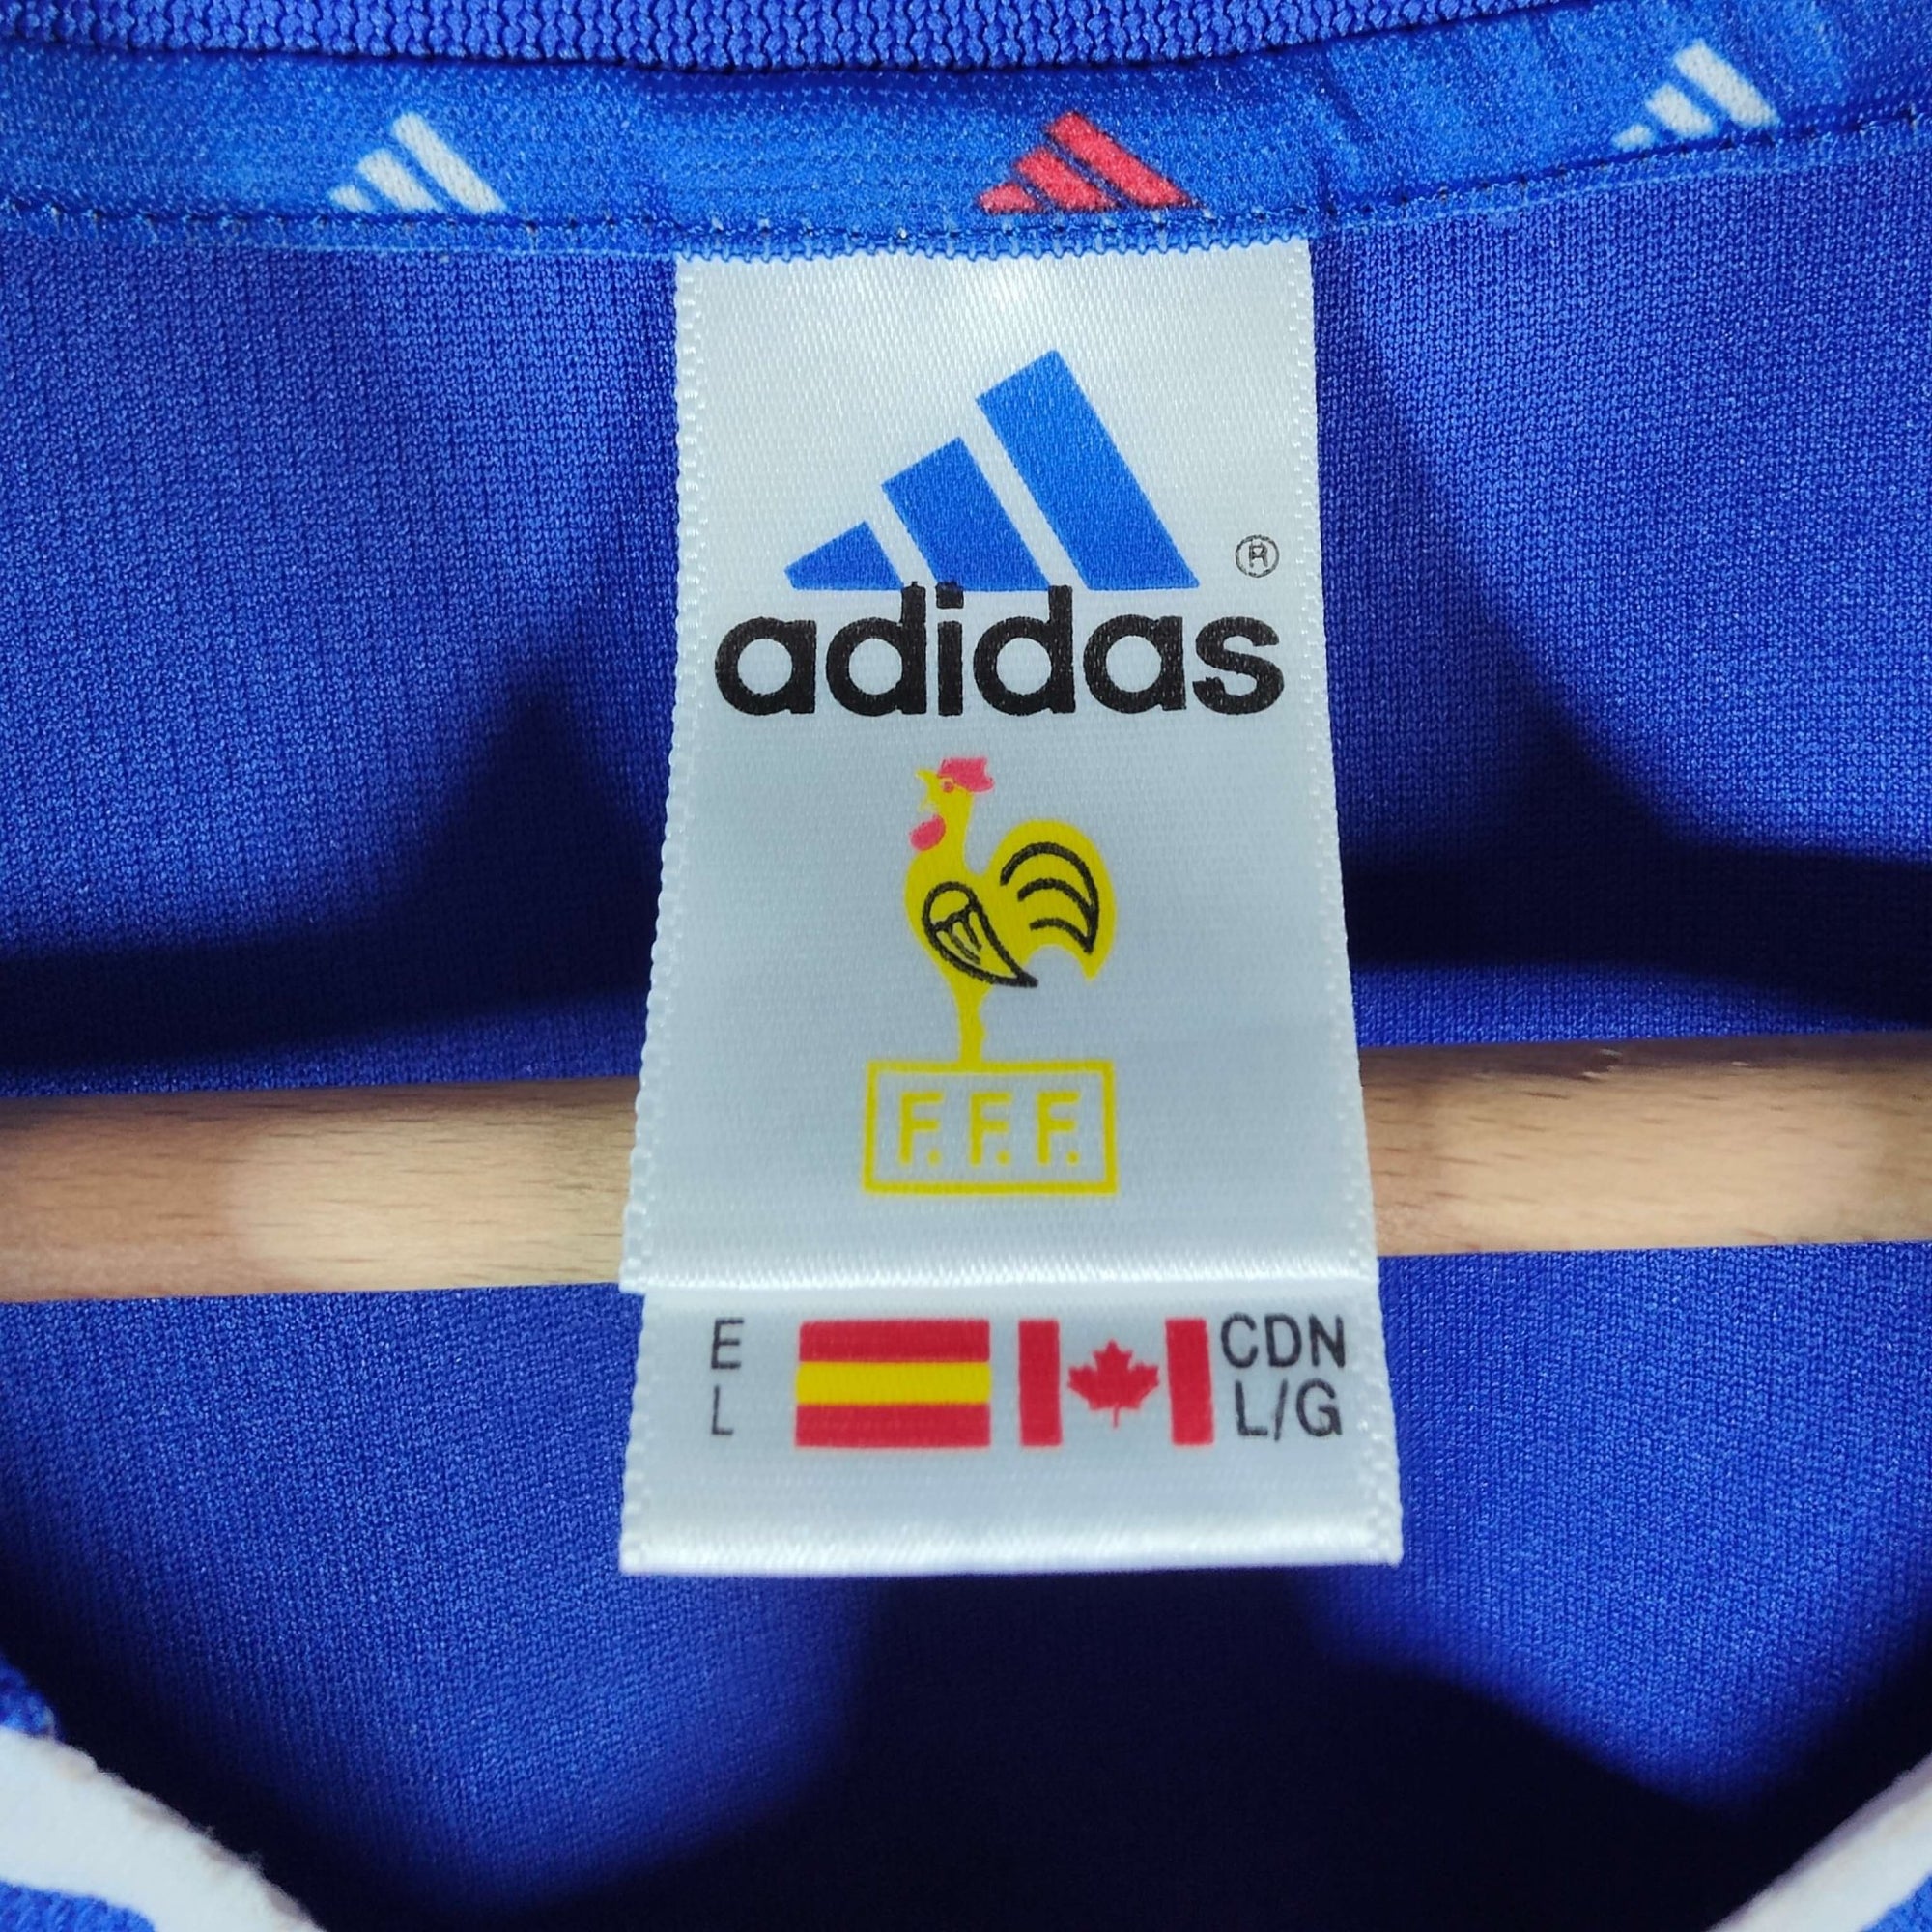 ®
adidas
F.F.F.
E CDN
L L/G